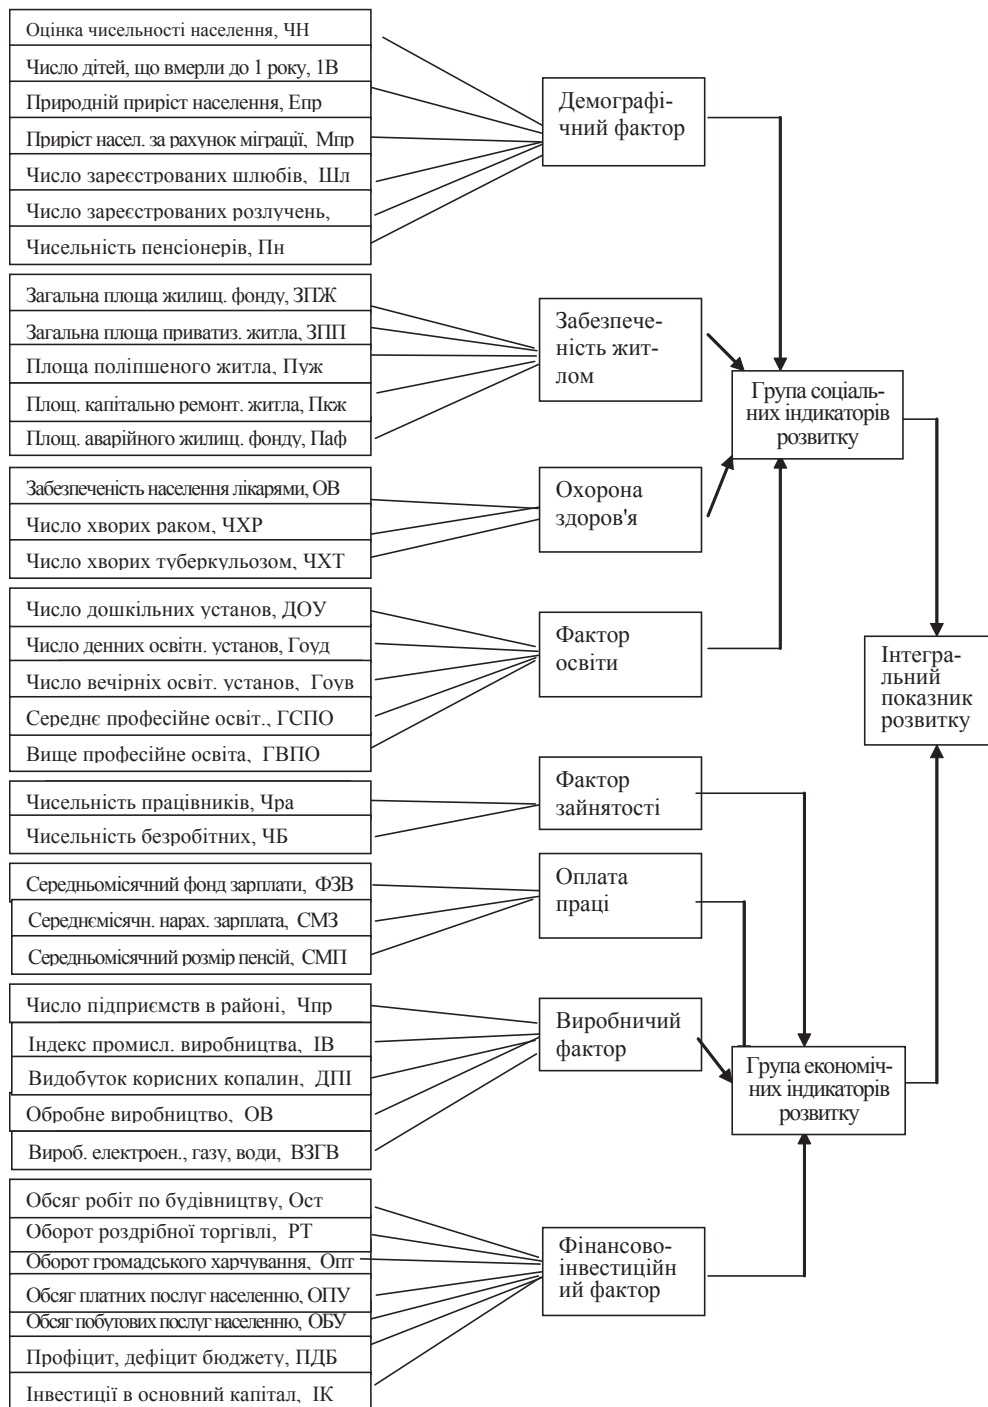 Оцінка чисельності населення, ЧН
Число дітей, що вмерли до 1 року, 1В
Природній приріст населення, Епр
Приріст насел. за рахунок міграції, Мпр
Число зареєстрованих шлюбів, Шл
Число зареєстрованих розлучень,
Чисельність пенсіонерів, Пн
Демографі-
чний фактор
Загальна площа жилищ. фонду, ЗПЖ
Загальна площа приватиз. житла, ЗПП
Площа поліпшеного житла, Пуж
Площ. капітально ремонт. житла, Пкж
Площ. аварійного жилищ. фонду, Паф
Забезпече-
ність жит-
лом
Забезпеченість населення лікарями, ОВ
Число хворих раком, ЧХР
Число хворих туберкульозом, ЧХТ
Охорона
здоров'я
Число дошкільних установ, ДОУ
Число денних освітн. установ, Гоуд
Число вечірніх освіт. установ, Гоув
Середнє професійне освіт., ГСПО
Вище професійне освіта, ГВПО
Фактор
освіти
Група соціаль-
них індикаторів
розвитку
Чисельність працівників, Чра
Чисельність безробітних, ЧБ
Фактор
зайнятості
Середньомісячний фонд зарплати, ФЗВ
Середнємісячн. нарах. зарплата, СМЗ
Середньомісячний розмір пенсій, СМП
Оплата
праці
Число підприємств в районі, Чпр
Індекс промисл. виробництва, ІВ
Видобуток корисних копалин, ДПІ
Обробне виробництво, ОВ
Вироб. електроен., газу, води, ВЗГВ
Виробничий
фактор
Обсяг робіт по будівництву, Ост
Оборот роздрібної торгівлі, РТ
Оборот громадського харчування, Опт
Обсяг платних послуг населенню, ОПУ
Обсяг побутових послуг населенню, ОБУ
Профіцит, дефіцит бюджету, ПДБ
Інвестиції в основний капітал, ІК
Фінансово-
інвестиційн
ий фактор
Група економіч-
них індикаторів
розвитку
Інтегра-
льний
показник
розвитку